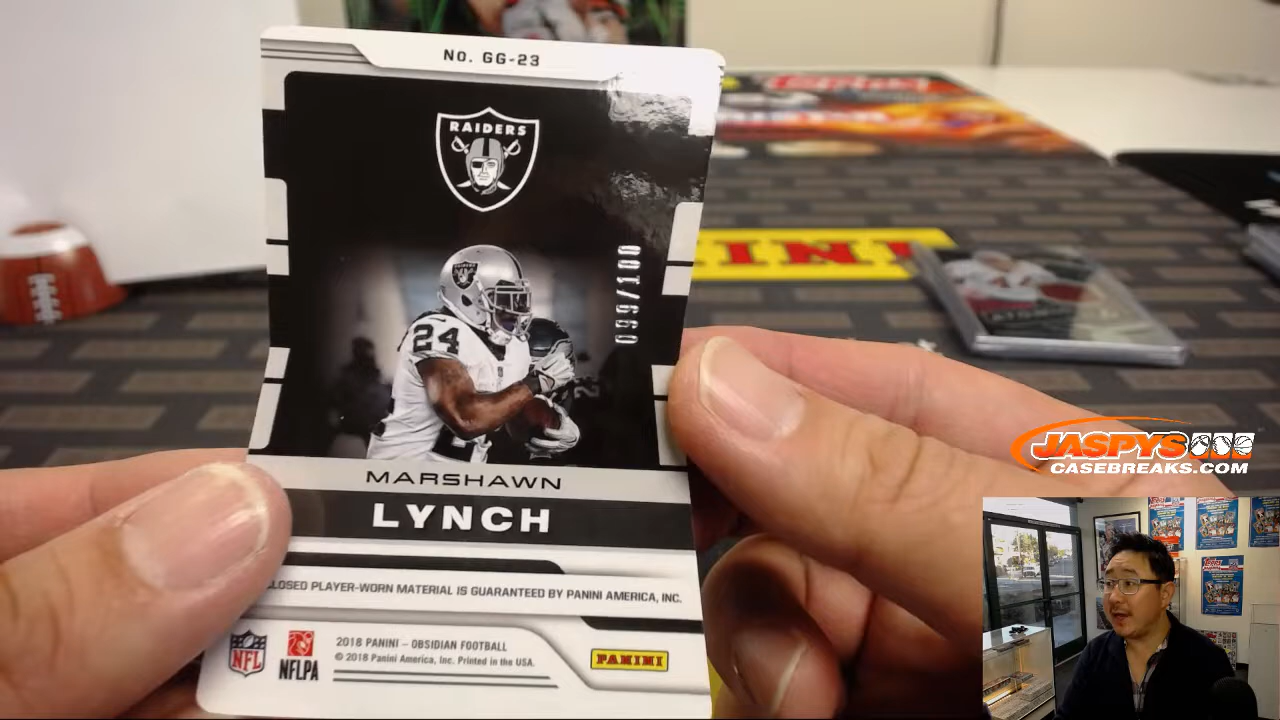 No. GG-23
RAIDERS
099/100
24
MARSHAWN
LYNCH
PLAYER-WORN MATERIAL IS GUARANTEED BY PANINI AMERICA, INC.
NFL
NFLPA
2018 PANINI – OBSIDIAN FOOTBALL
© 2018 Panini America, Inc. Printed in the USA.
PANINI
INI
JASPYS
CASEBREAKS.COM